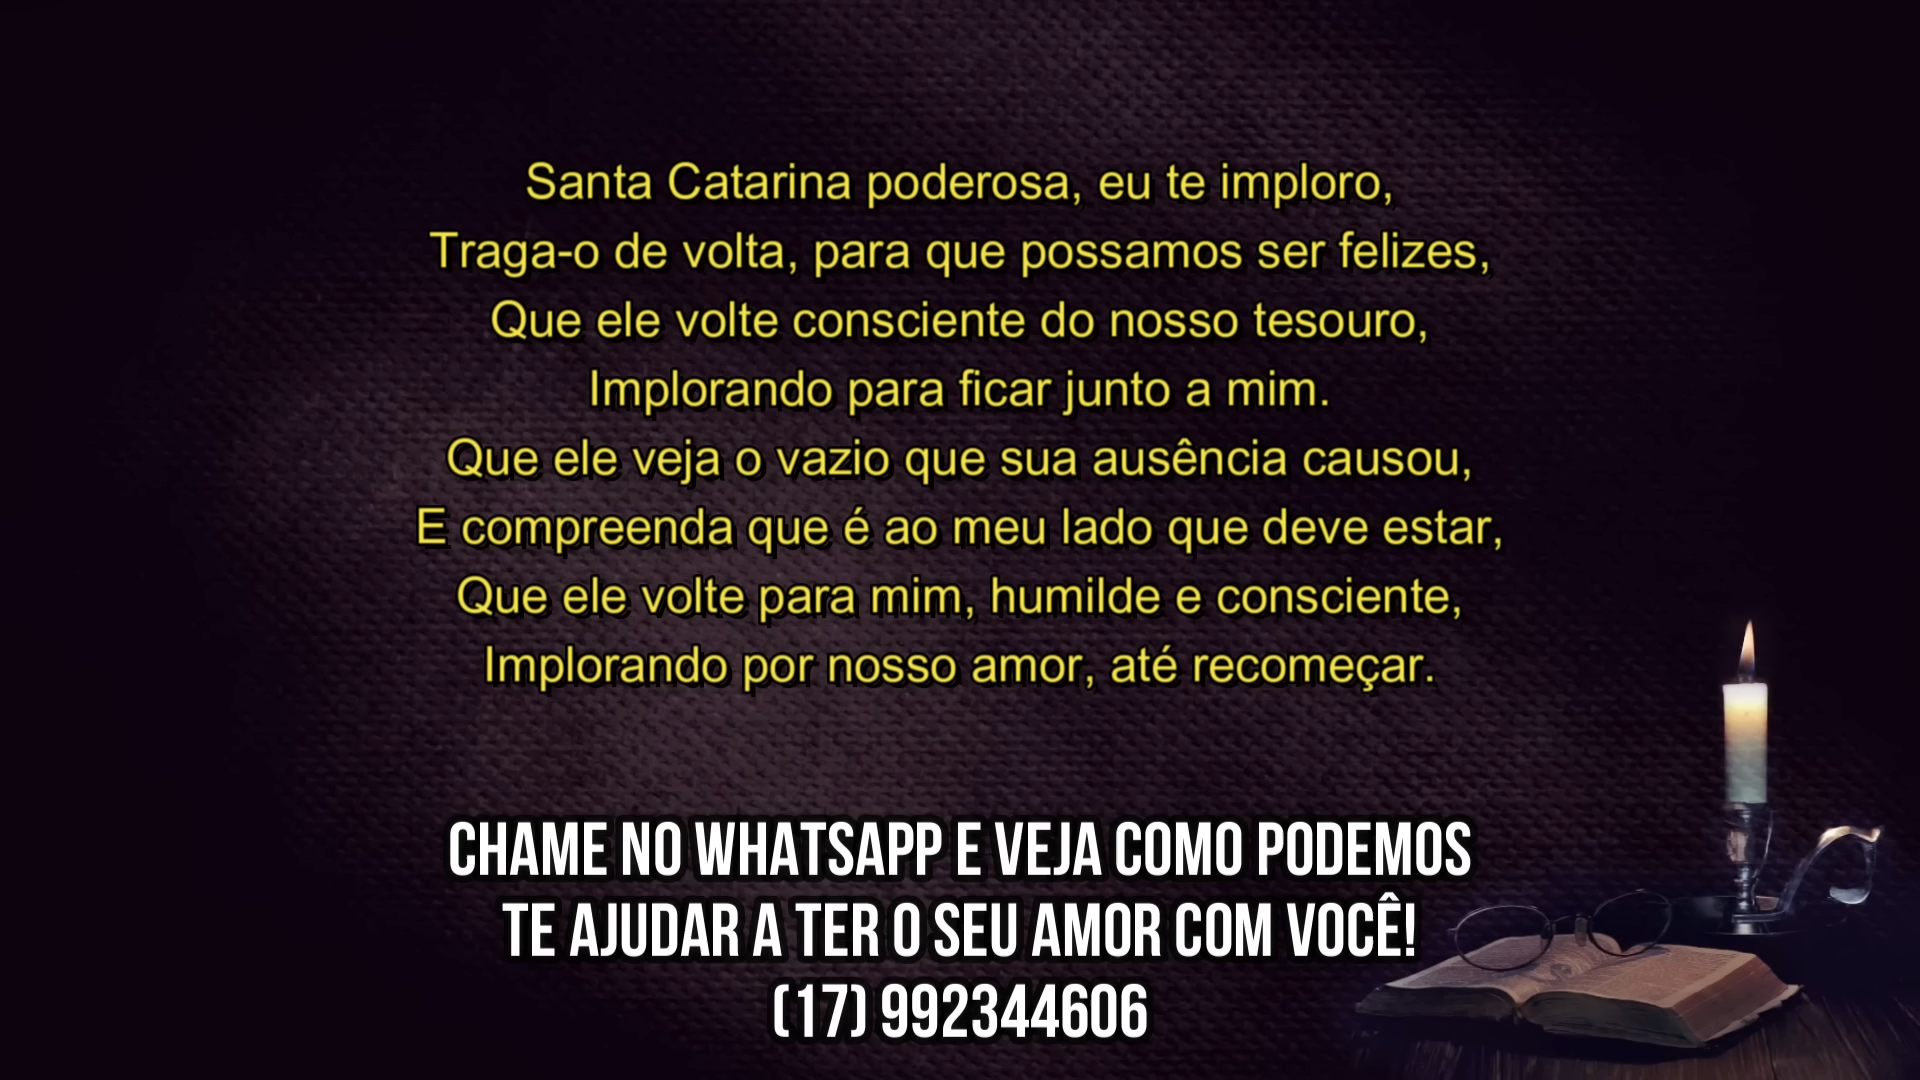 Santa Catarina poderosa, eu te imploro,
Traga-o de volta, para que possamos ser felizes,
Que ele volte consciente do nosso tesouro,
Implorando para ficar junto a mim.
Que ele veja o vazio que sua ausência causou,
E compreenda que é ao meu lado que deve estar,
Que ele volte para mim, humilde e consciente,
Implorando por nosso amor, até recomeçar.
CHAME NO WHATSAPP E VEJA COMO PODEMOS
TE AJUDAR A TER O SEU AMOR COM VOCÊ!
(17) 992344606